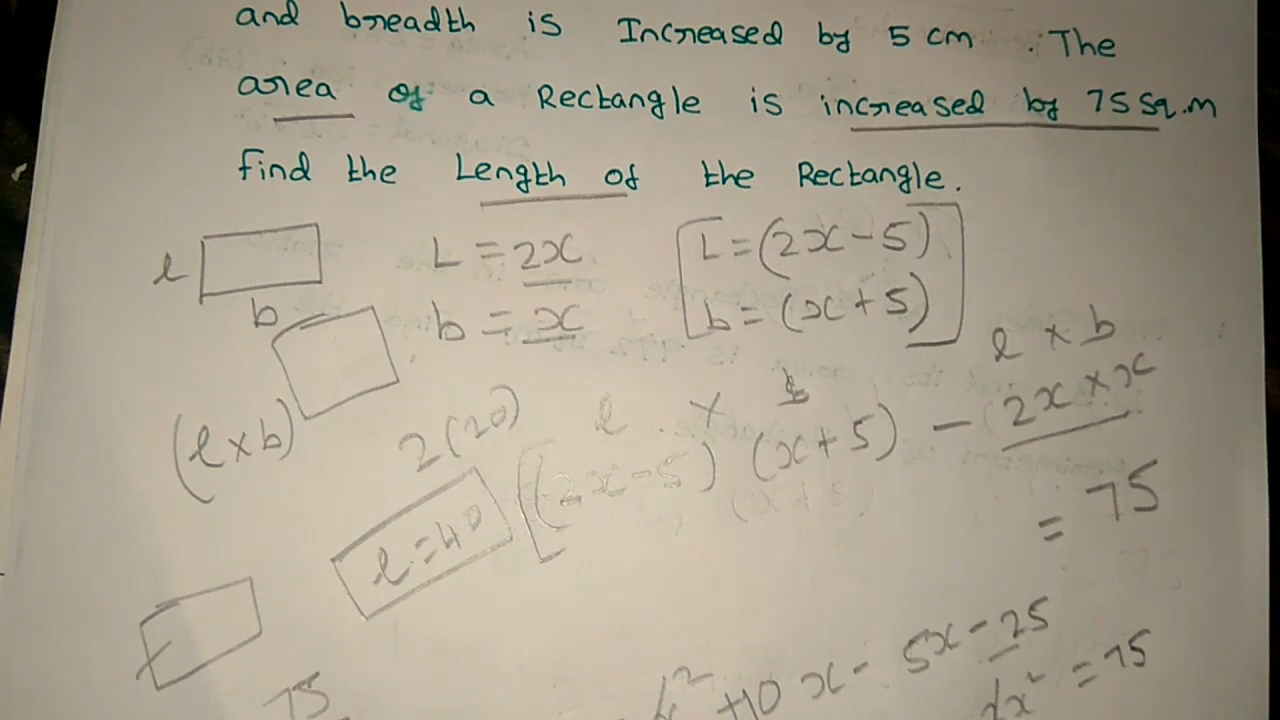 and breadth is Increased by 5 cm . The
area of a Rectangle is increased by 75 Sq.m
find the Length of the Rectangle.
l
b
L = 2x
b = x
L = (2x - 5)
b = (x + 5)
l × b
(l×b)
2(20)
l × b
(2x-5) (x+5) - 2x × x
= 75
l = 40
+10x - 5x - 25
2x² = 75
75